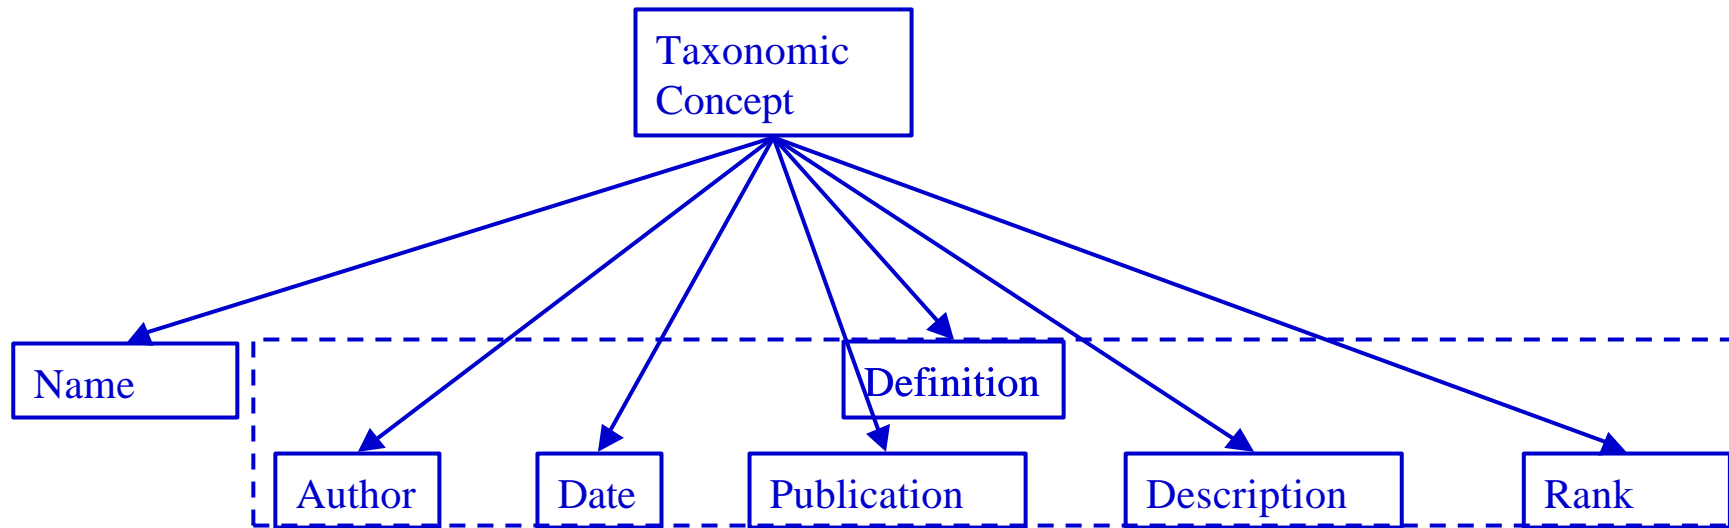 Taxonomic
Concept
Name
Definition
Author
Date
Publication
Description
Rank